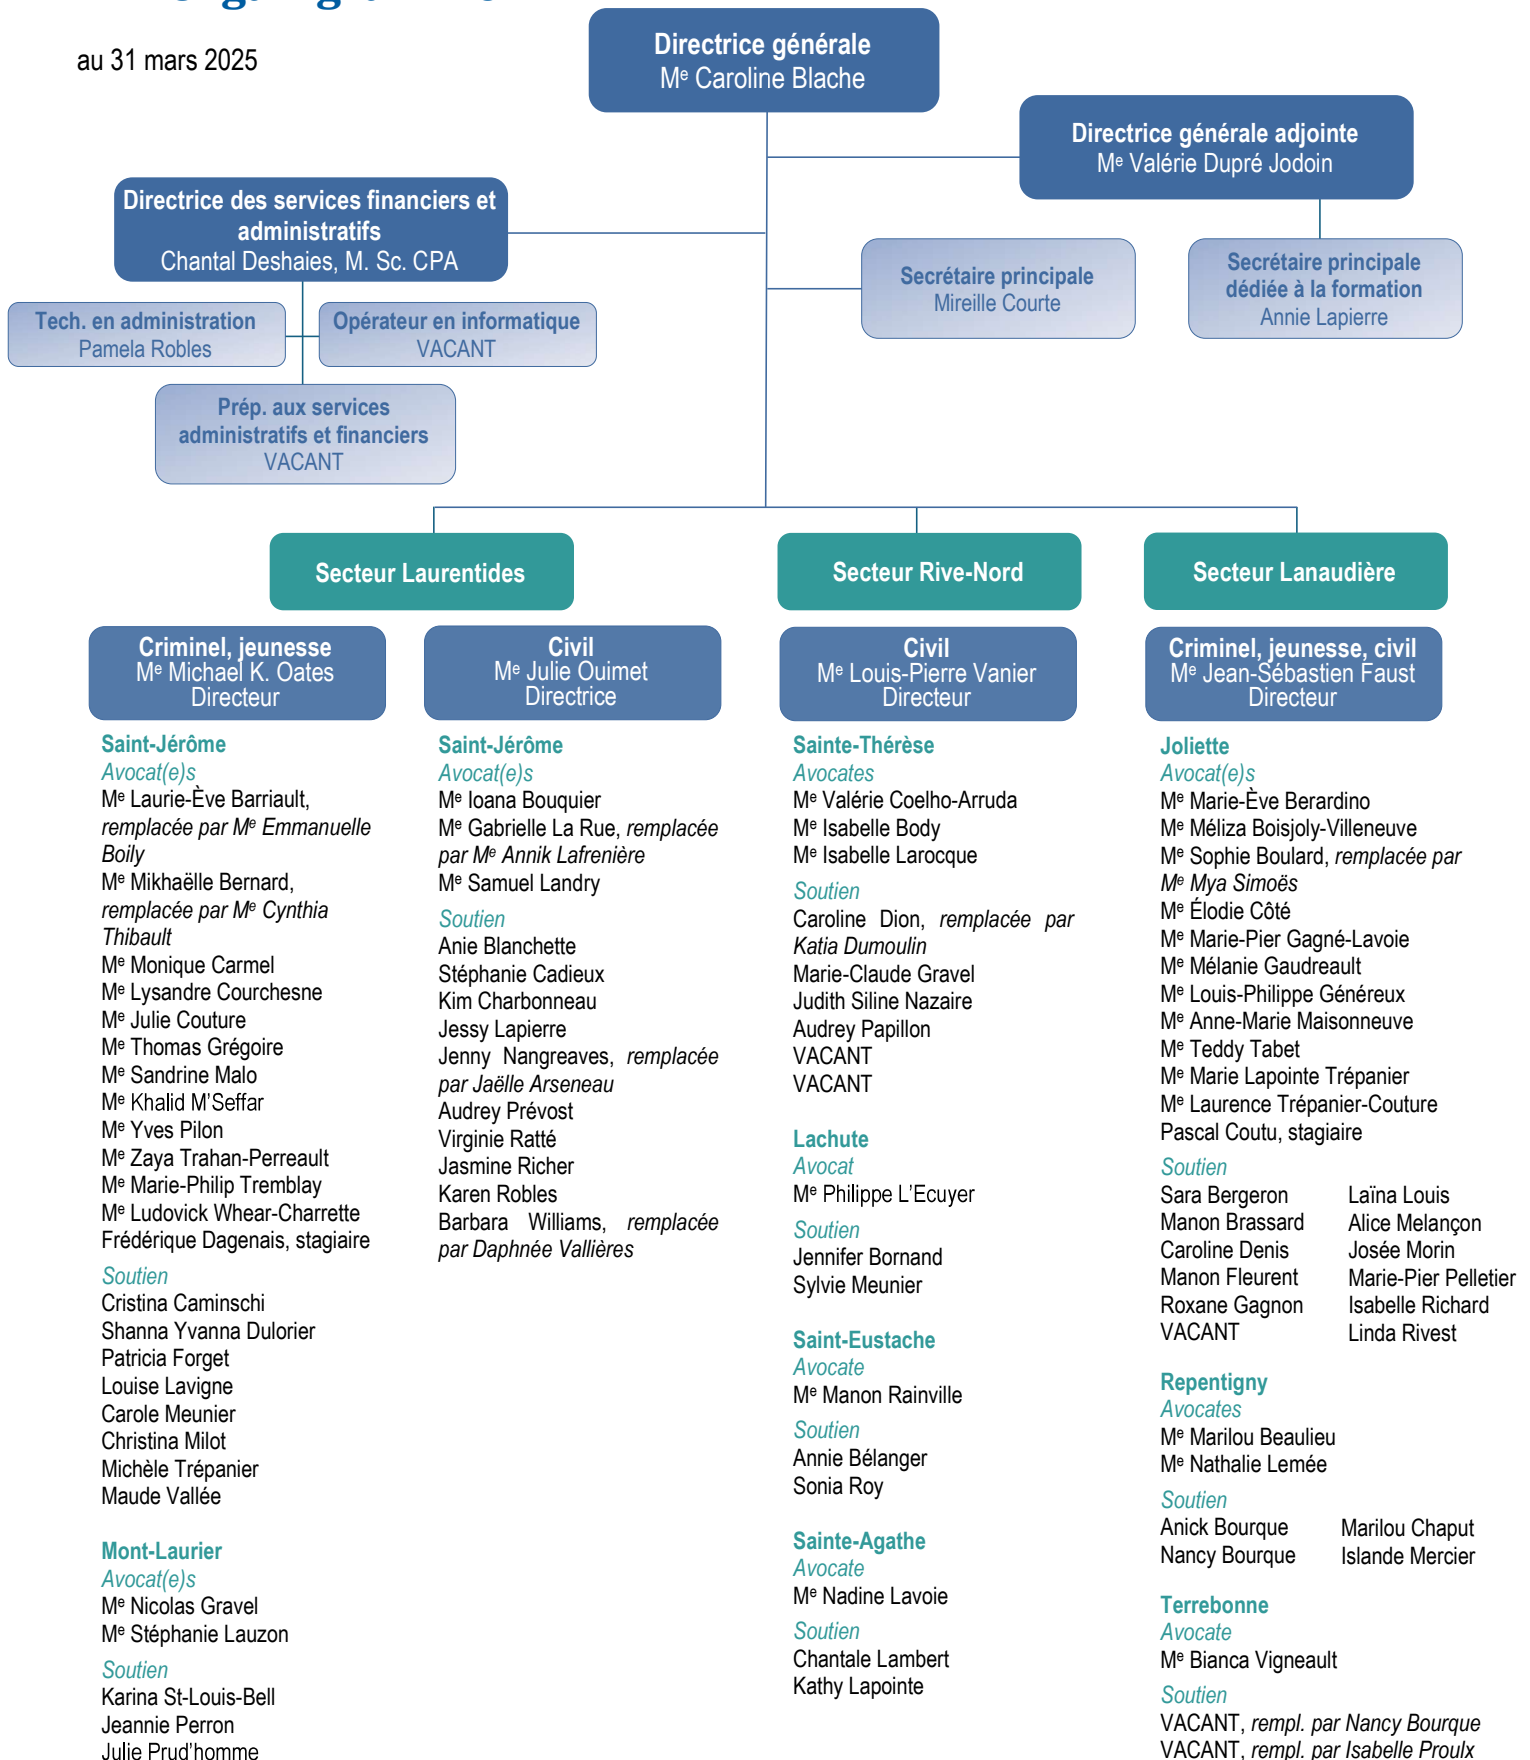 au 31 mars 2025
Directrice générale
Me Caroline Blache
Directrice générale adjointe
Me Valérie Dupré Jodoin
Directrice des services financiers et
administratifs
Chantal Deshaies, M. Sc. CPA
Secrétaire principale
Mireille Courte
Secrétaire principale
dédiée à la formation
Annie Lapierre
Tech. en administration
Pamela Robles
Opérateur en informatique
VACANT
Prép. aux services
administratifs et financiers
VACANT
Secteur Laurentides
Secteur Rive-Nord
Secteur Lanaudière
Criminel, jeunesse
Me Michael K. Oates
Directeur
Saint-Jérôme
Avocat(e)s
Me Laurie-Ève Barriault,
remplacée par Me Emmanuelle
Boily
Me Mikhaëlle Bernard,
remplacée par Me Cynthia
Thibault
Me Monique Carmel
Me Lysandre Courchesne
Me Julie Couture
Me Thomas Grégoire
Me Sandrine Malo
Me Khalid M'Seffar
Me Yves Pilon
Me Zaya Trahan-Perreault
Me Marie-Philip Tremblay
Me Ludovick Whear-Charrette
Frédérique Dagenais, stagiaire
Soutien
Cristina Caminschi
Shanna Yvanna Dulorier
Patricia Forget
Louise Lavigne
Carole Meunier
Christina Milot
Michèle Trépanier
Maude Vallée
Mont-Laurier
Avocat(e)s
Me Nicolas Gravel
Me Stéphanie Lauzon
Soutien
Karina St-Louis-Bell
Jeannie Perron
Julie Prud'homme
Civil
Me Julie Ouimet
Directrice
Saint-Jérôme
Avocat(e)s
Me Ioana Bouquier
Me Gabrielle La Rue, remplacée
par Me Annik Lafrenière
Me Samuel Landry
Soutien
Anie Blanchette
Stéphanie Cadieux
Kim Charbonneau
Jessy Lapierre
Jenny Nangreaves, remplacée
par Jaëlle Arseneau
Audrey Prévost
Virginie Ratté
Jasmine Richer
Karen Robles
Barbara Williams, remplacée
par Daphnée Vallières
Civil
Me Louis-Pierre Vanier
Directeur
Sainte-Thérèse
Avocates
Me Valérie Coelho-Arruda
Me Isabelle Body
Me Isabelle Larocque
Soutien
Caroline Dion, remplacée par
Katia Dumoulin
Marie-Claude Gravel
Judith Siline Nazaire
Audrey Papillon
VACANT
VACANT
Lachute
Avocat
Me Philippe L'Ecuyer
Soutien
Jennifer Bornand
Sylvie Meunier
Saint-Eustache
Avocate
Me Manon Rainville
Soutien
Annie Bélanger
Sonia Roy
Sainte-Agathe
Avocate
Me Nadine Lavoie
Soutien
Chantale Lambert
Kathy Lapointe
Criminel, jeunesse, civil
Me Jean-Sébastien Faust
Directeur
Joliette
Avocat(e)s
Me Marie-Ève Berardino
Me Méliza Boisjoly-Villeneuve
Me Sophie Boulard, remplacée par
Me Mya Simoës
Me Élodie Côté
Me Marie-Pier Gagné-Lavoie
Me Mélanie Gaudreault
Me Louis-Philippe Généreux
Me Anne-Marie Maisonneuve
Me Teddy Tabet
Me Marie Lapointe Trépanier
Me Laurence Trépanier-Couture
Pascal Coutu, stagiaire
Soutien
Sara Bergeron
Manon Brassard
Caroline Denis
Manon Fleurent
Roxane Gagnon
VACANT
Laïna Louis
Alice Melançon
Josée Morin
Marie-Pier Pelletier
Isabelle Richard
Linda Rivest
Repentigny
Avocates
Me Marilou Beaulieu
Me Nathalie Lemée
Soutien
Anick Bourque
Nancy Bourque
Marilou Chaput
Islande Mercier
Terrebonne
Avocate
Me Bianca Vigneault
Soutien
VACANT, rempl. par Nancy Bourque
VACANT, rempl. par Isabelle Proulx